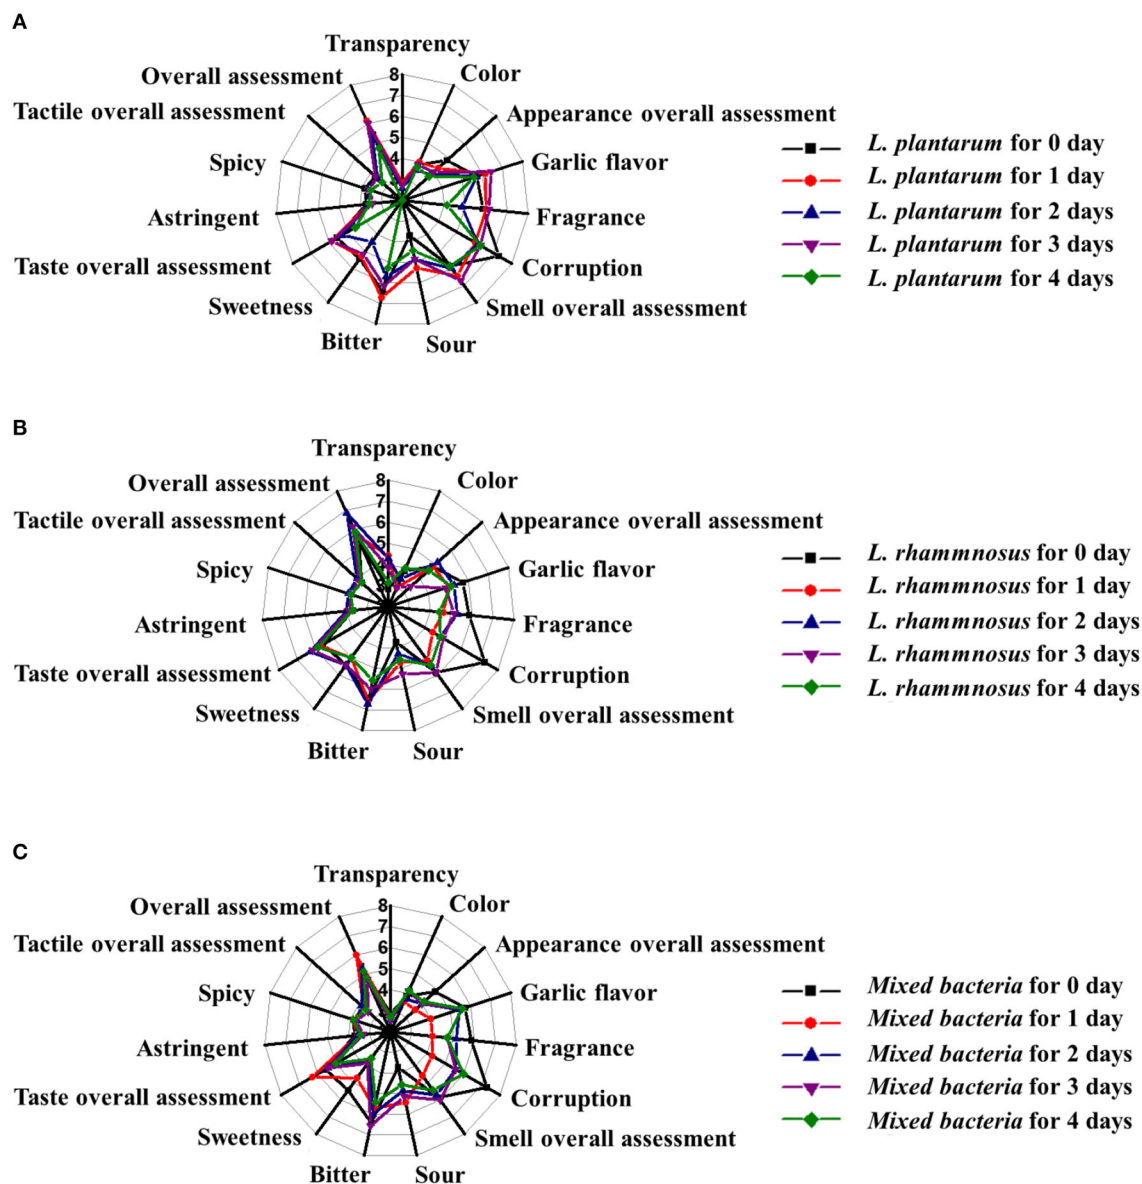 A
Transparency
Overall assessment
Color
Tactile overall assessment
Appearance overall assessment
Spicy
Garlic flavor
Astringent
Fragrance
Taste overall assessment
Corruption
Sweetness
Smell overall assessment
Bitter
Sour
8
7
6
5
4
L. plantarum for 0 day
L. plantarum for 1 day
L. plantarum for 2 days
L. plantarum for 3 days
L. plantarum for 4 days
B
Transparency
Overall assessment
Color
Tactile overall assessment
Appearance overall assessment
Spicy
Garlic flavor
Astringent
Fragrance
Taste overall assessment
Corruption
Sweetness
Smell overall assessment
Bitter
Sour
8
7
6
5
L. rhammnosus for 0 day
L. rhammnosus for 1 day
L. rhammnosus for 2 days
L. rhammnosus for 3 days
L. rhammnosus for 4 days
C
Transparency
Overall assessment
Color
Tactile overall assessment
Appearance overall assessment
Spicy
Garlic flavor
Astringent
Fragrance
Taste overall assessment
Corruption
Sweetness
Smell overall assessment
Bitter
Sour
8
7
6
5
4
Mixed bacteria for 0 day
Mixed bacteria for 1 day
Mixed bacteria for 2 days
Mixed bacteria for 3 days
Mixed bacteria for 4 days